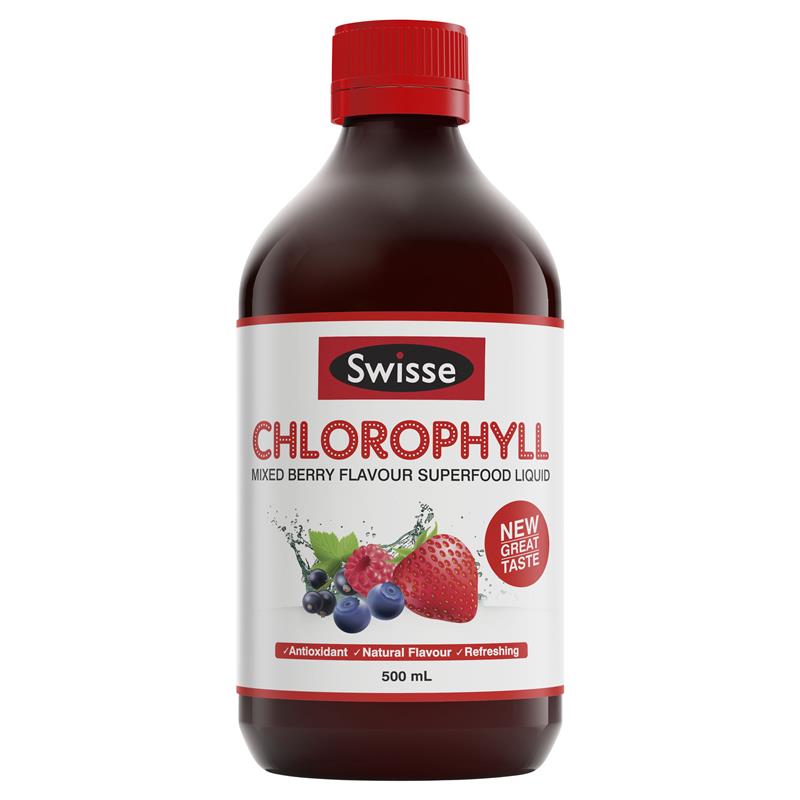 Swisse
CHLOROPHYLL
MIXED BERRY FLAVOUR SUPERFOOD LIQUID
NEW
GREAT
TASTE
✓Antioxidant ✓Natural Flavour ✓Refreshing
500 mL